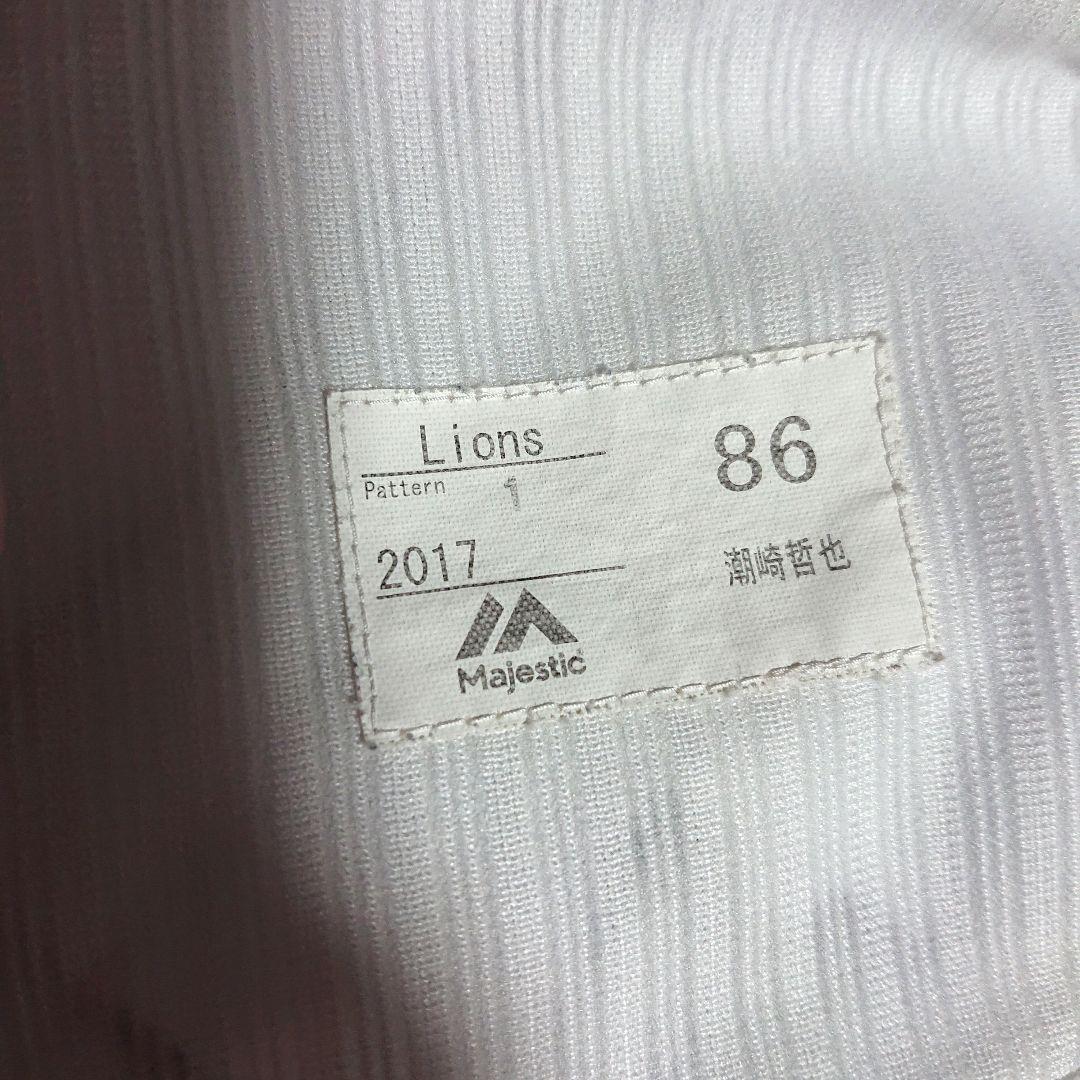 Lions
Pattern 1
2017
Majestic
86
潮崎哲也